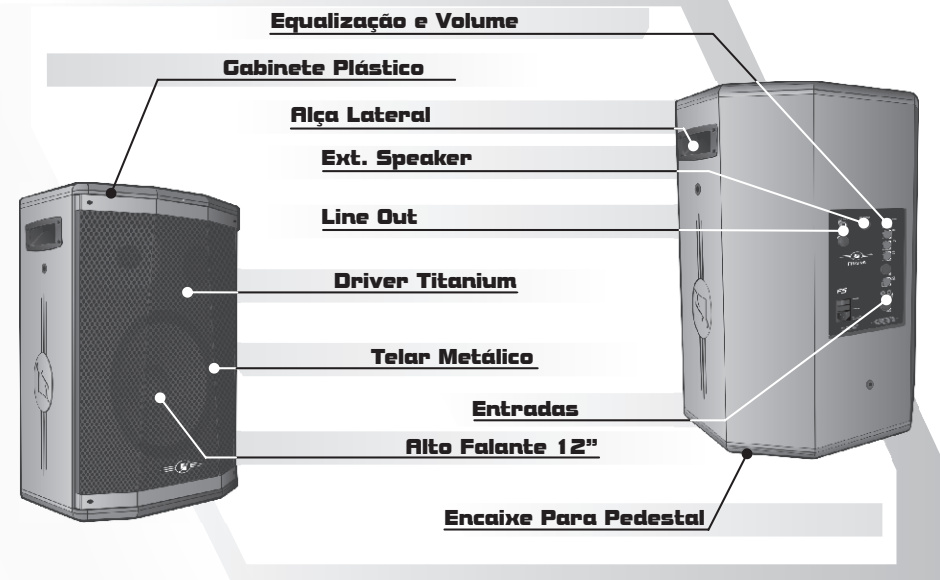 Equalização e Volume
Gabinete Plástico
Alça Lateral
Ext. Speaker
Line Out
Driver Titanium
Telar Metálico
Entradas
Alto Falante 12”
Encaixe Para Pedestal